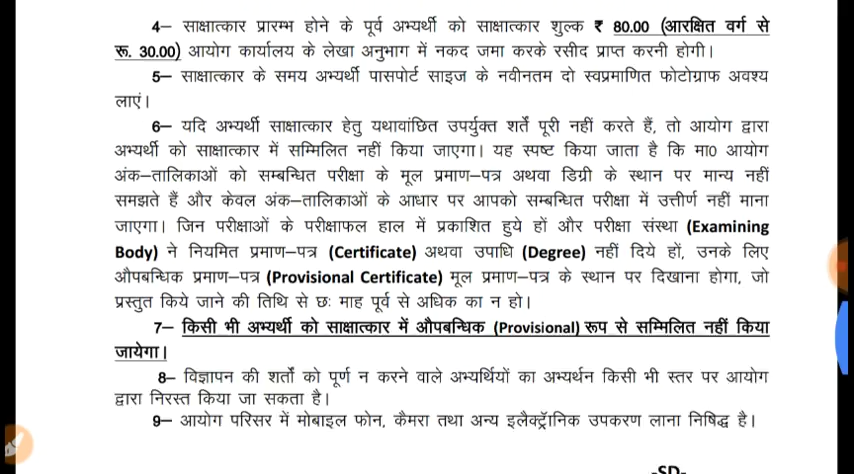 4– साक्षात्कार प्रारम्भ होने के पूर्व अभ्यर्थी को साक्षात्कार शुल्क ₹ 80.00 (आरक्षित वर्ग से
रू. 30.00) आयोग कार्यालय के लेखा अनुभाग में नकद जमा करके रसीद प्राप्त करनी होगी।
5– साक्षात्कार के समय अभ्यर्थी पासपोर्ट साइज के नवीनतम दो स्वप्रमाणित फोटोग्राफ अवश्य
लाएं।
6– यदि अभ्यर्थी साक्षात्कार हेतु यथावांछित उपर्युक्त शर्ते पूरी नहीं करते हैं, तो आयोग द्वारा
अभ्यर्थी को साक्षात्कार में सम्मिलित नहीं किया जाएगा। यह स्पष्ट किया जाता है कि मा0 आयोग
अंक–तालिकाओं को सम्बन्धित परीक्षा के मूल प्रमाण–पत्र अथवा डिग्री के स्थान पर मान्य नहीं
समझते हैं और केवल अंक–तालिकाओं के आधार पर आपको सम्बन्धित परीक्षा में उत्तीर्ण नहीं माना
जाएगा। जिन परीक्षाओं के परीक्षाफल हाल में प्रकाशित हुये हों और परीक्षा संस्था (Examining
Body) ने नियमित प्रमाण–पत्र (Certificate) अथवा उपाधि (Degree) नहीं दिये हों, उनके लिए
औपबन्धिक प्रमाण–पत्र (Provisional Certificate) मूल प्रमाण–पत्र के स्थान पर दिखाना होगा, जो
प्रस्तुत किये जाने की तिथि से छः माह पूर्व से अधिक का न हो।
7– किसी भी अभ्यर्थी को साक्षात्कार में औपबन्धिक (Provisional) रूप से सम्मिलित नहीं किया
जायेगा।
8– विज्ञापन की शर्तों को पूर्ण न करने वाले अभ्यर्थियों का अभ्यर्थन किसी भी स्तर पर आयोग
द्वारा निरस्त किया जा सकता है।
9– आयोग परिसर में मोबाइल फोन, कैमरा तथा अन्य इलैक्ट्रॅानिक उपकरण लाना निषिद्ध है।
-SD-